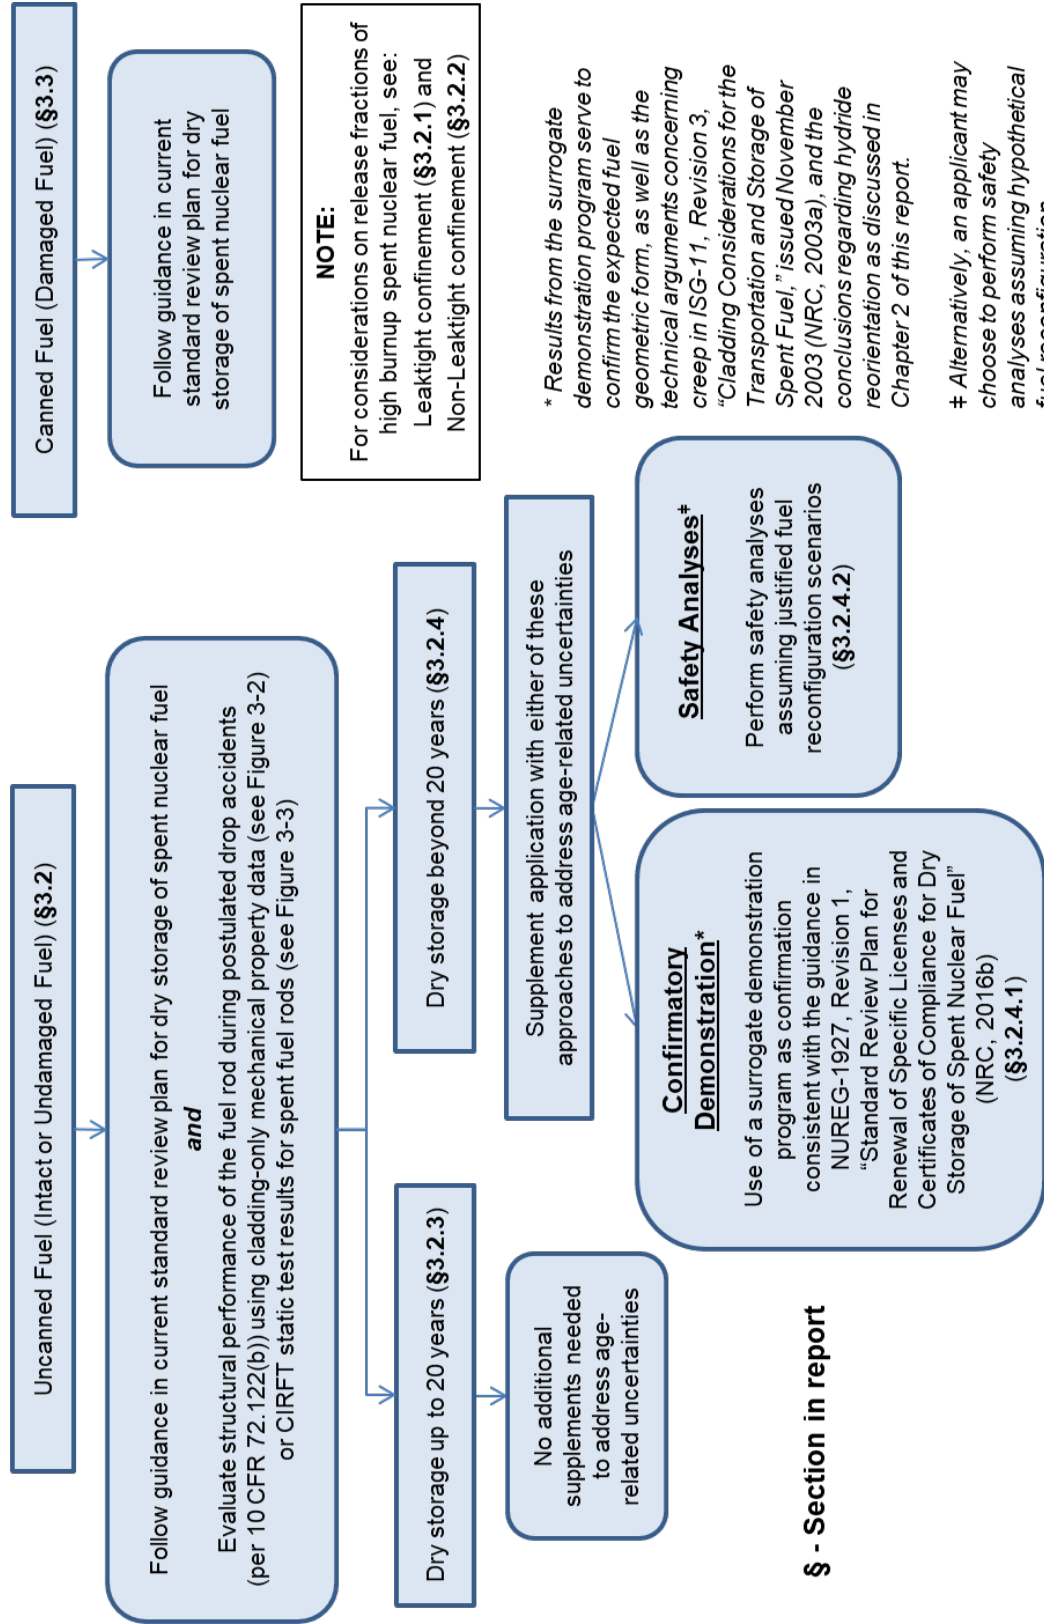 Uncanned Fuel (Intact or Undamaged Fuel) (§3.2)
Follow guidance in current standard review plan for dry storage of spent nuclear fuel
and
Evaluate structural performance of the fuel rod during postulated drop accidents
(per 10 CFR 72.122(b)) using cladding-only mechanical property data (see Figure 3-2)
or CIRFT static test results for spent fuel rods (see Figure 3-3)
Dry storage up to 20 years (§3.2.3)
No additional
supplements needed
to address age-
related uncertainties
Dry storage beyond 20 years (§3.2.4)
Supplement application with either of these
approaches to address age-related uncertainties
Confirmatory
Demonstration*
Use of a surrogate demonstration
program as confirmation
consistent with the guidance in
NUREG-1927, Revision 1,
“Standard Review Plan for
Renewal of Specific Licenses and
Certificates of Compliance for Dry
Storage of Spent Nuclear Fuel”
(NRC, 2016b)
(§3.2.4.1)
Safety Analyses‡
Perform safety analyses
assuming justified fuel
reconfiguration scenarios
(§3.2.4.2)
Canned Fuel (Damaged Fuel) (§3.3)
Follow guidance in current
standard review plan for dry
storage of spent nuclear fuel
NOTE:
For considerations on release fractions of
high burnup spent nuclear fuel, see:
Leaktight confinement (§3.2.1) and
Non-Leaktight confinement (§3.2.2)
* Results from the surrogate
demonstration program serve to
confirm the expected fuel
geometric form, as well as the
technical arguments concerning
creep in ISG-11, Revision 3,
“Cladding Considerations for the
Transportation and Storage of
Spent Fuel,” issued November
2003 (NRC, 2003a), and the
conclusions regarding hydride
reorientation as discussed in
Chapter 2 of this report.
‡ Alternatively, an applicant may
choose to perform safety
analyses assuming hypothetical
fuel reconfiguration
§ - Section in report